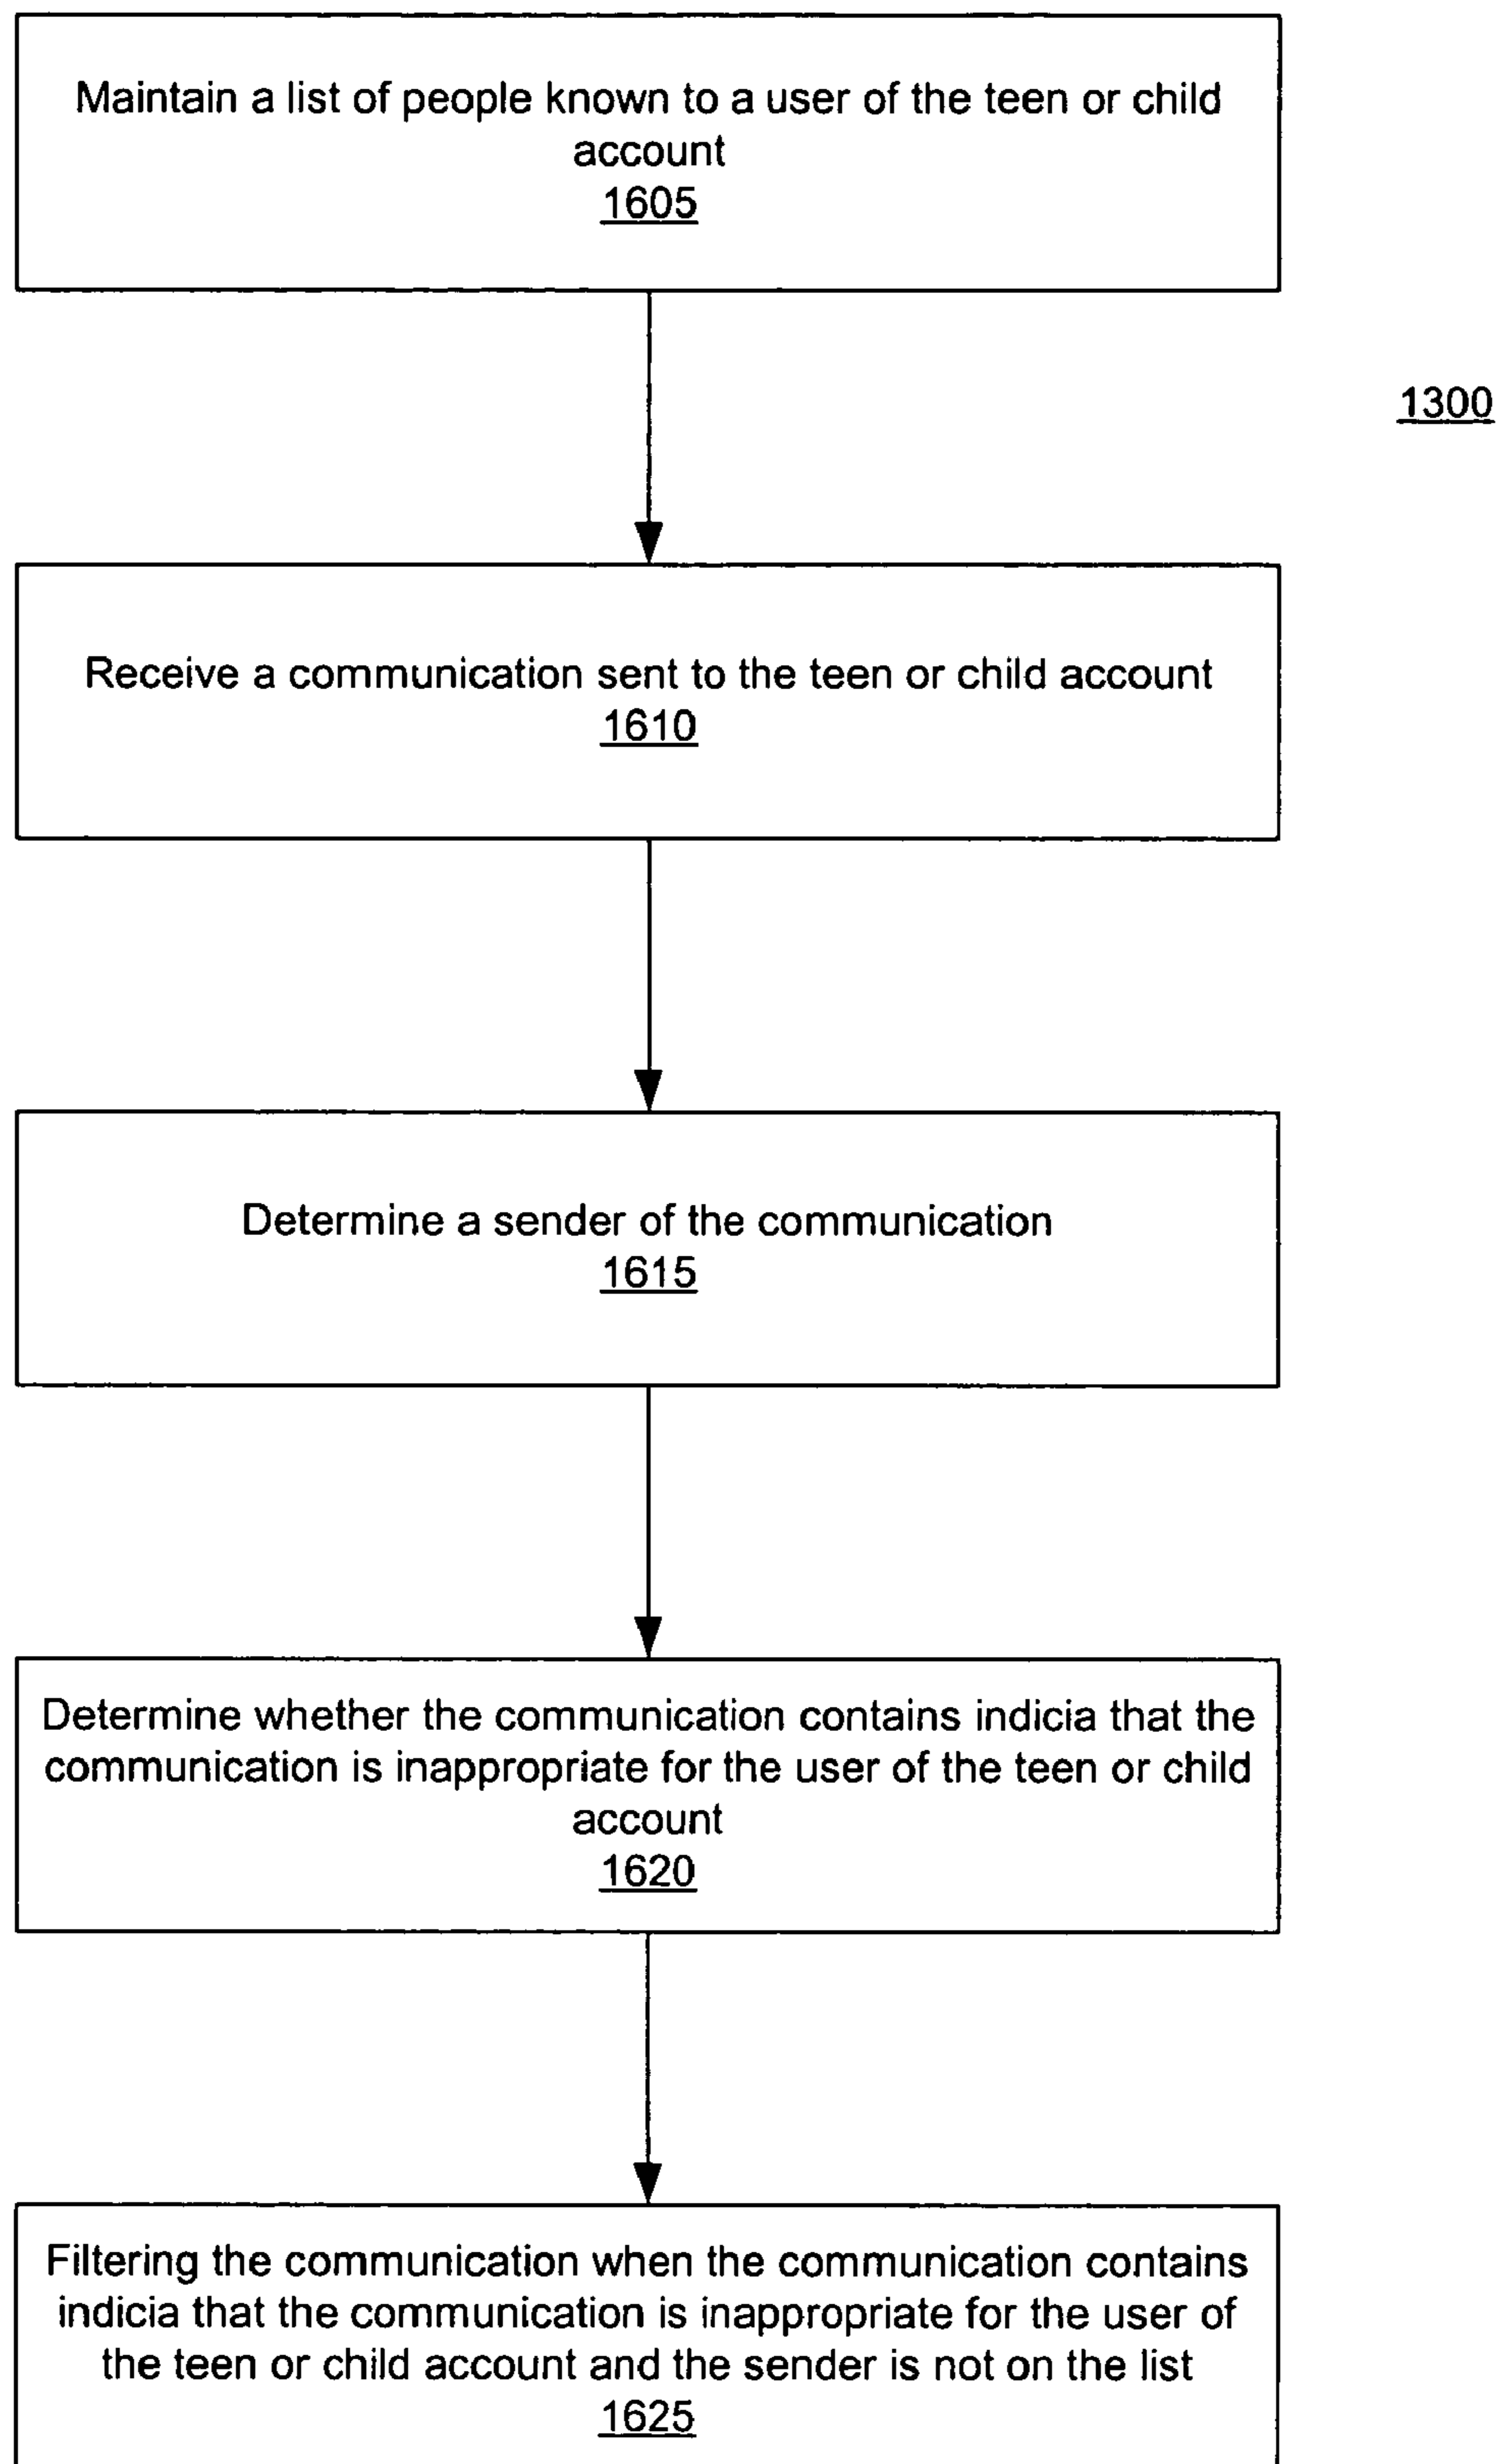 Maintain a list of people known to a user of the teen or child
account
1605
1300
Receive a communication sent to the teen or child account
1610
Determine a sender of the communication
1615
Determine whether the communication contains indicia that the
communication is inappropriate for the user of the teen or child
account
1620
Filtering the communication when the communication contains
indicia that the communication is inappropriate for the user of
the teen or child account and the sender is not on the list
1625